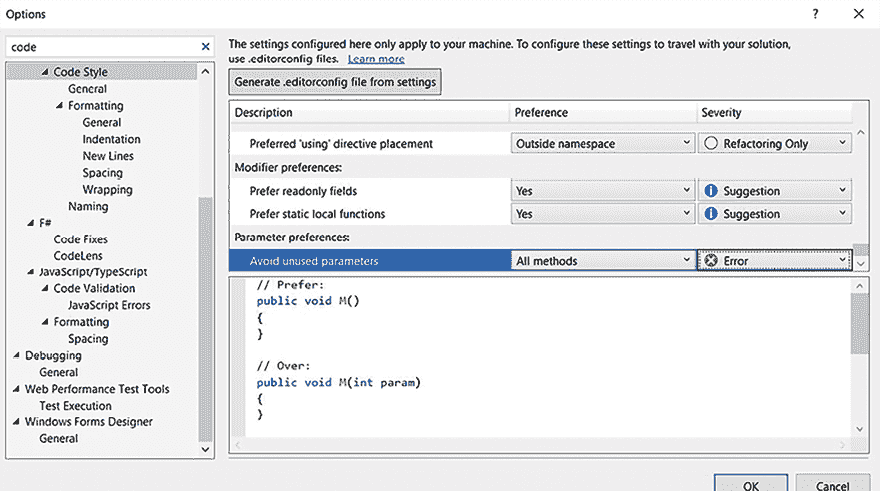 Options
? ×
code ×
Code Style
General
Formatting
General
Indentation
New Lines
Spacing
Wrapping
Naming
F#
Code Fixes
CodeLens
JavaScript/TypeScript
Code Validation
JavaScript Errors
Formatting
Spacing
Debugging
General
Web Performance Test Tools
Test Execution
Windows Forms Designer
General
The settings configured here only apply to your machine. To configure these settings to travel with your solution,
use .editorconfig files. Learn more
Generate .editorconfig file from settings
Description Preference Severity
Preferred 'using' directive placement Outside namespace Refactoring Only
Modifier preferences:
Prefer readonly fields Yes Suggestion
Prefer static local functions Yes Suggestion
Parameter preferences:
Avoid unused parameters All methods Error
// Prefer:
public void M()
{
}
// Over:
public void M(int param)
{
}
OK Cancel